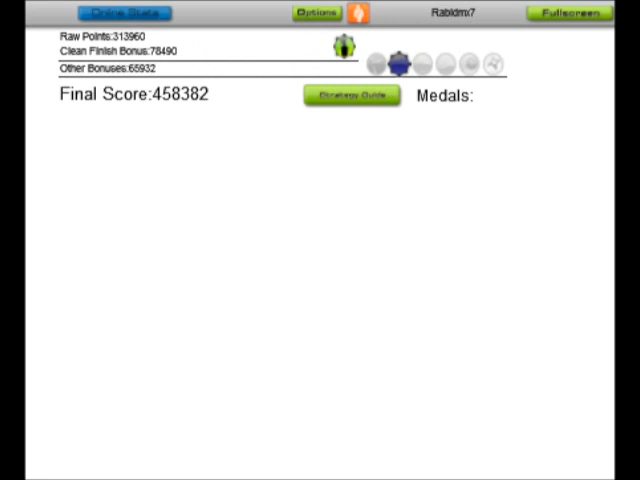 Online Stats Options Rabidmx7 Fullscreen
Raw Points:313960
Clean Finish Bonus:78490
Other Bonuses:65932
Final Score:458382 Strategy Guide Medals: